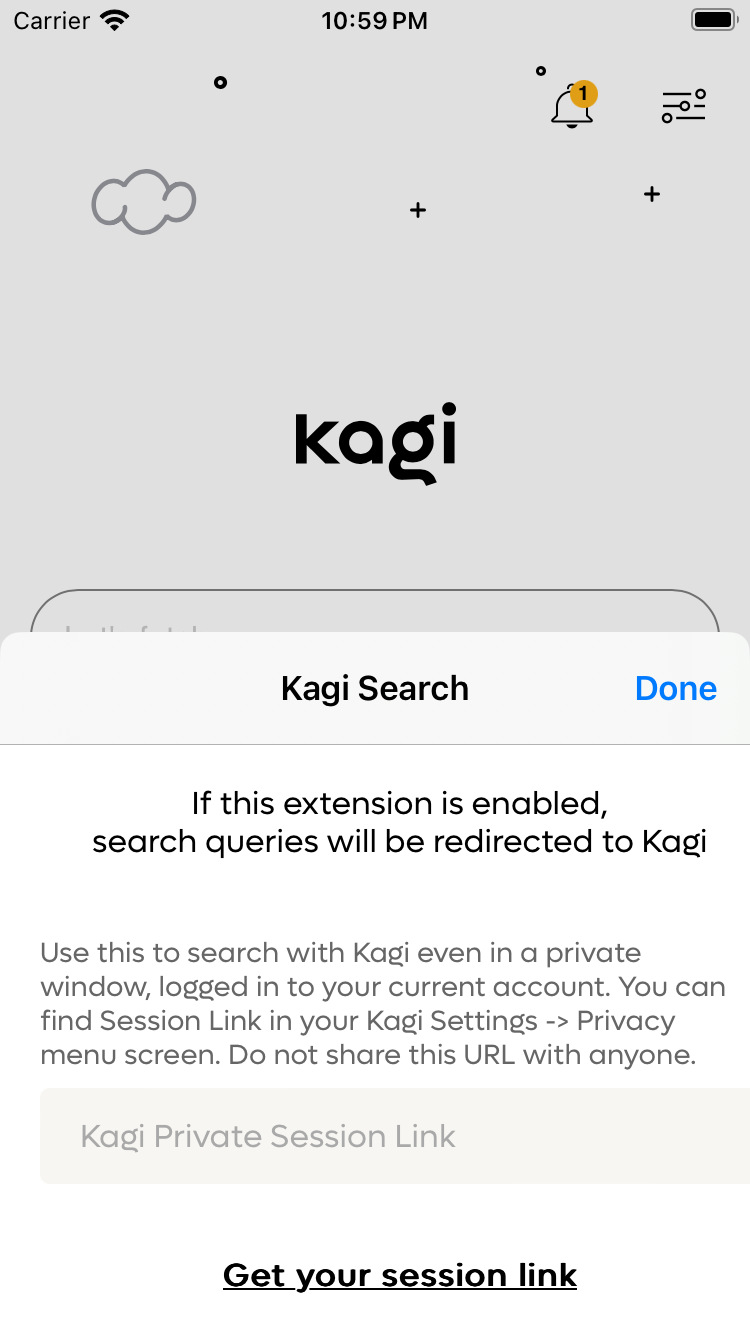 Carrier 10:59 PM
1
kagi
Kagi Search Done
If this extension is enabled,
search queries will be redirected to Kagi
Use this to search with Kagi even in a private
window, logged in to your current account. You can
find Session Link in your Kagi Settings -> Privacy
menu screen. Do not share this URL with anyone.
Kagi Private Session Link
Get your session link